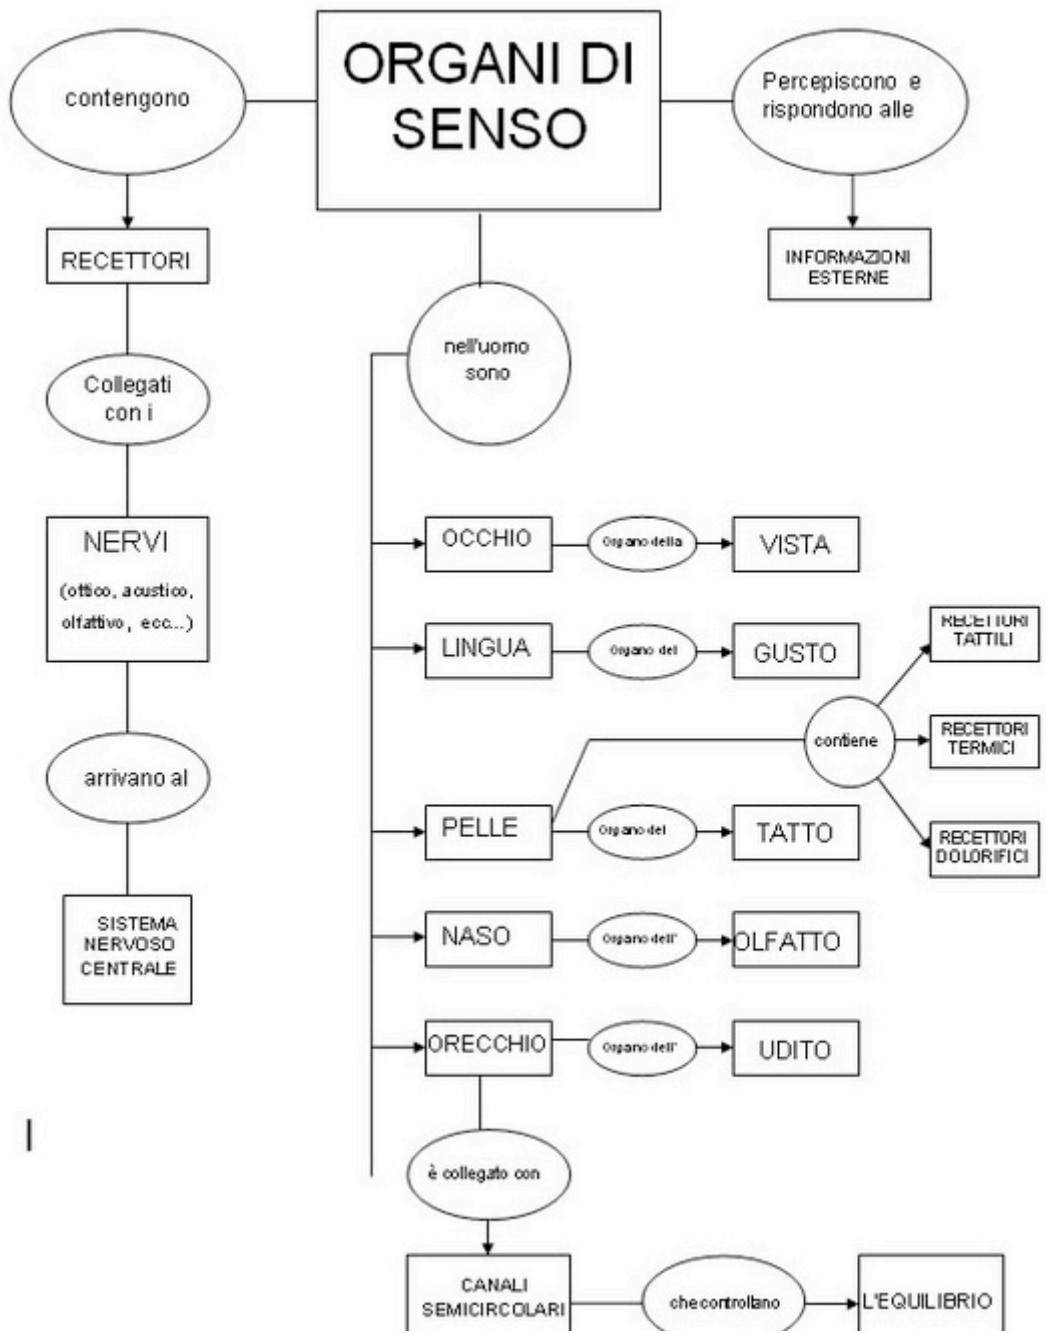 ORGANI DI
SENSO
contengono
Percepiscono e
rispondono alle
RECETTORI
INFORMAZIONI
ESTERNE
nell'uomo
sono
Collegati
con i
NERVI
(ottico, acustico,
olfattivo, ecc...)
arrivano al
SISTEMA
NERVOSO
CENTRALE
OCCHIO
Organo della
VISTA
LINGUA
Organo del
GUSTO
PELLE
Organo del
TATTO
contiene
RECETTORI
TATTILI
RECETTORI
TERMICI
RECETTORI
DOLORIFICI
NASO
Organo dell'
OLFATTO
ORECCHIO
Organo dell'
UDITO
è collegato con
CANALI
SEMICIRCOLARI
che controllano
L'EQUILIBRIO